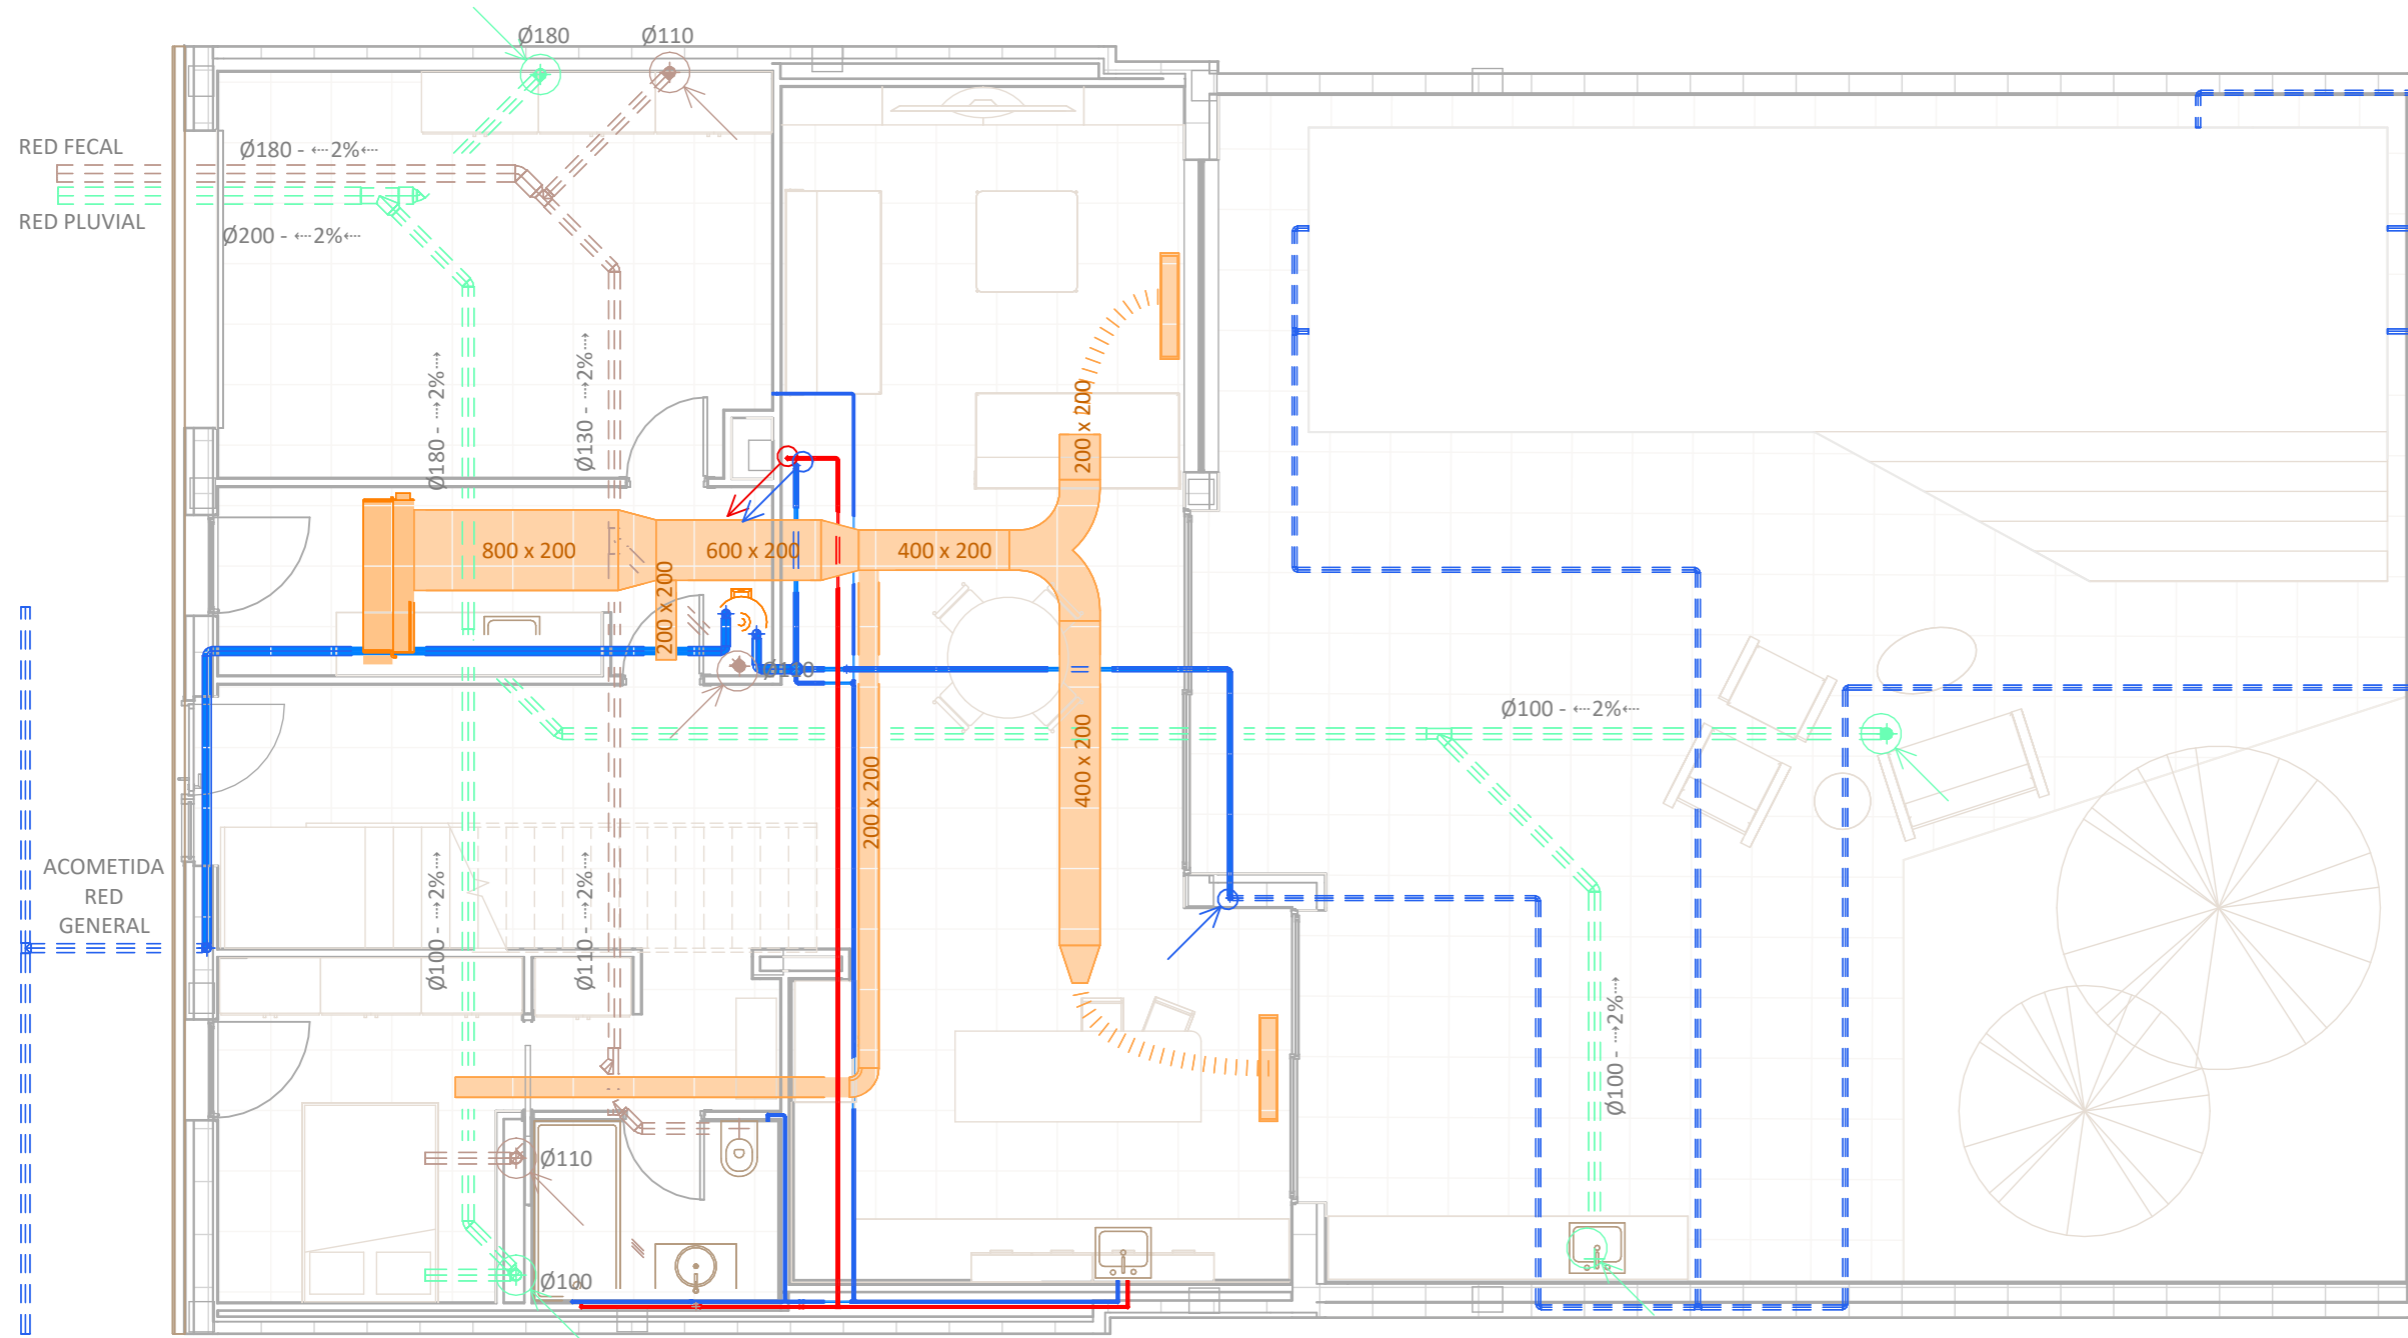 Ø180
Ø110
RED FECAL
Ø180 - ←2%←
RED PLUVIAL
Ø200 - ←2%←
Ø180 - →2%→
Ø130 - →2%→
200 x 200
800 x 200
600 x 200
400 x 200
200 x 200
Ø100 - ←2%←
400 x 200
200 x 200
ACOMETIDA
RED
GENERAL
Ø100 - →2%→
Ø110 - →2%→
Ø100 - →2%→
Ø110
Ø100